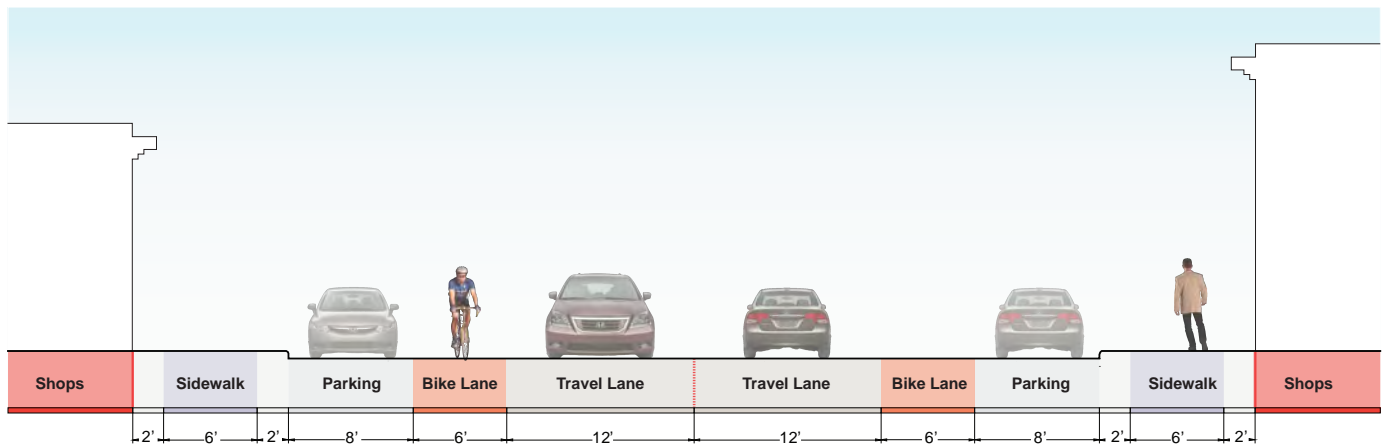 Shops Sidewalk Parking Bike Lane Travel Lane Travel Lane Bike Lane Parking Sidewalk Shops
2' 6' 2' 8' 6' 12' 12' 6' 8' 2' 6' 2'